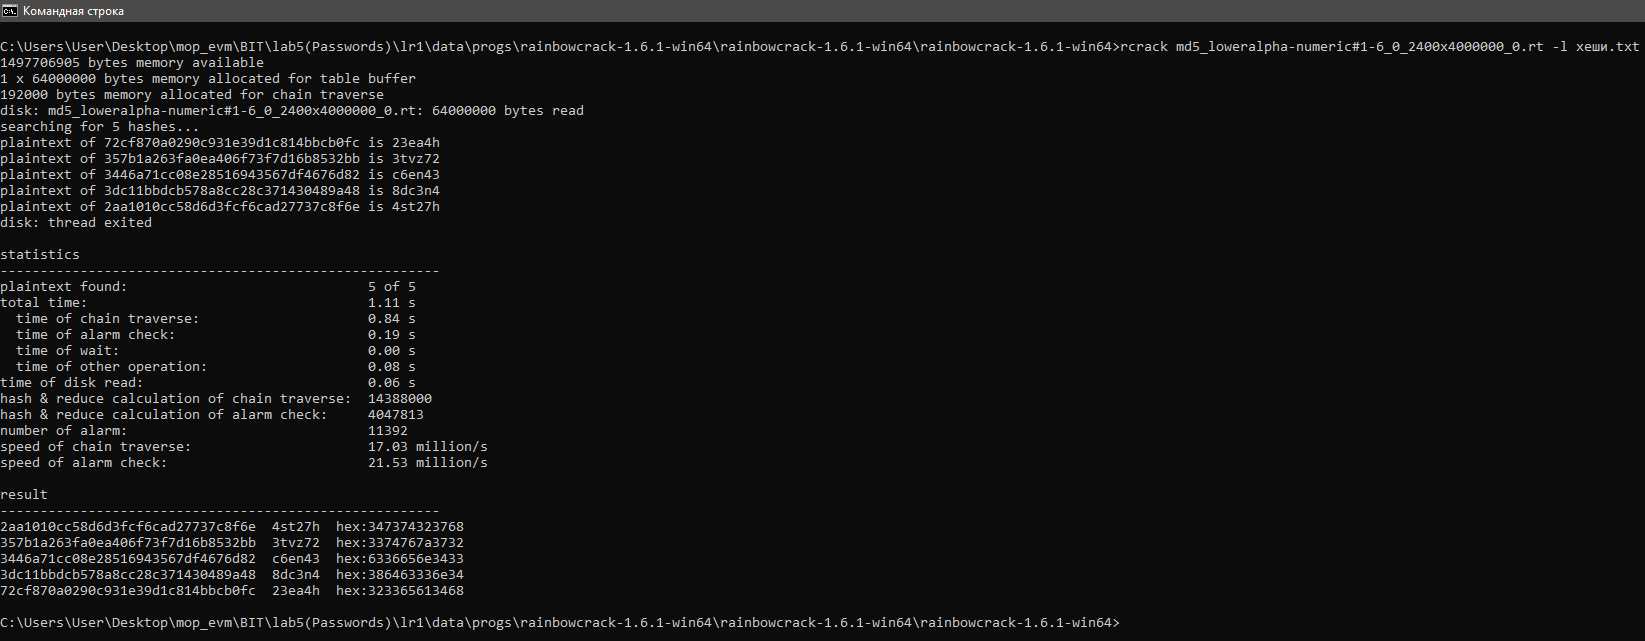 Командная строка
C:\Users\User\Desktop\mop_evm\BIT\lab5(Passwords)\lr1\data\progs\rainbowcrack-1.6.1-win64\rainbowcrack-1.6.1-win64\rainbowcrack-1.6.1-win64>rcrack md5_loweralpha-numeric#1-6_0_2400x4000000_0.rt -l хеши.txt
1497706905 bytes memory available
1 x 64000000 bytes memory allocated for table buffer
192000 bytes memory allocated for chain traverse
disk: md5_loweralpha-numeric#1-6_0_2400x4000000_0.rt: 64000000 bytes read
searching for 5 hashes...
plaintext of 72cf870a0290c931e39d1c814bbcb0fc is 23ea4h
plaintext of 357b1a263fa0ea406f73f7d16b8532bb is 3tvz72
plaintext of 3446a71cc08e28516943567df4676d82 is c6en43
plaintext of 3dc11bbdcb578a8cc28c371430489a48 is 8dc3n4
plaintext of 2aa1010cc58d6d3fcf6cad27737c8f6e is 4st27h
disk: thread exited
statistics
-------------------------------------------------------
plaintext found: 5 of 5
total time: 1.11 s
time of chain traverse: 0.84 s
time of alarm check: 0.19 s
time of wait: 0.00 s
time of other operation: 0.08 s
time of disk read: 0.06 s
hash & reduce calculation of chain traverse: 14388000
hash & reduce calculation of alarm check: 4047813
number of alarm: 11392
speed of chain traverse: 17.03 million/s
speed of alarm check: 21.53 million/s
result
-------------------------------------------------------
2aa1010cc58d6d3fcf6cad27737c8f6e 4st27h hex:347374323768
357b1a263fa0ea406f73f7d16b8532bb 3tvz72 hex:3374767a3732
3446a71cc08e28516943567df4676d82 c6en43 hex:6336656e3433
3dc11bbdcb578a8cc28c371430489a48 8dc3n4 hex:386463336e34
72cf870a0290c931e39d1c814bbcb0fc 23ea4h hex:323365613468
C:\Users\User\Desktop\mop_evm\BIT\lab5(Passwords)\lr1\data\progs\rainbowcrack-1.6.1-win64\rainbowcrack-1.6.1-win64\rainbowcrack-1.6.1-win64>